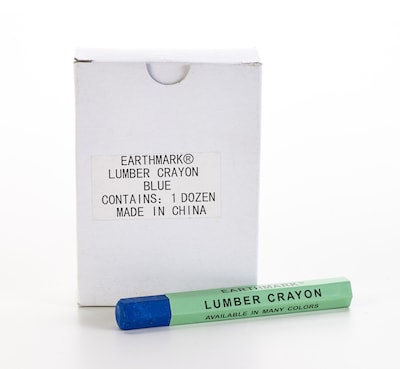 EARTHMARK®
LUMBER CRAYON
BLUE
CONTAINS: 1 DOZEN
MADE IN CHINA
EARTHMARK®
LUMBER CRAYON
AVAILABLE IN MANY COLORS